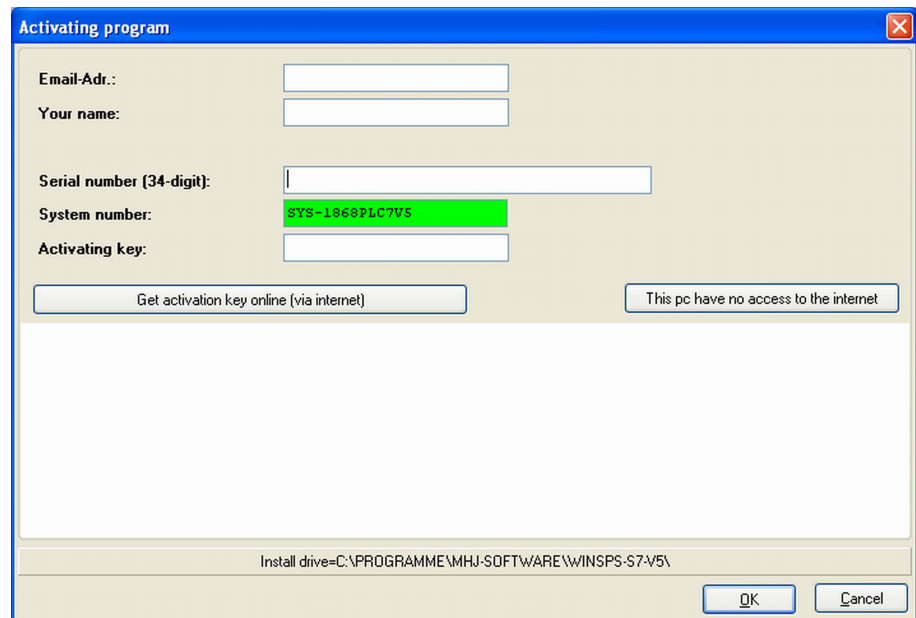 Activating program
Email-Adr.:
Your name:
Serial number (34-digit):
System number: SYS-1868PLC7V5
Activating key:
Get activation key online (via internet) This pc have no access to the internet
Install drive=C:\PROGRAMME\MHJ-SOFTWARE\WINSPS-S7-V5\
OK Cancel